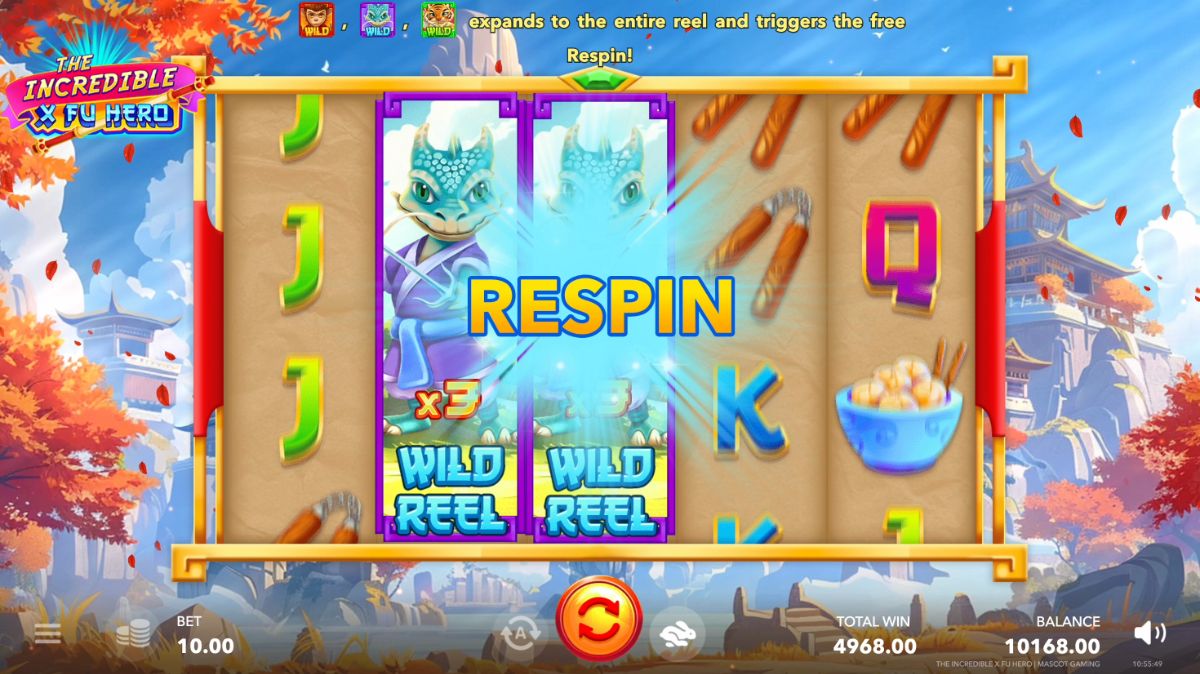 WILD, WILD, WILD expands to the entire reel and triggers the free
Respin!
THE
INCREDIBLE
X FU HERO
J
J
Q
J
RESPIN
J
K
x3
x3
WILD
REEL
WILD
REEL
K
J
BET
10.00
A
TOTAL WIN
4968.00
BALANCE
10168.00
THE INCREDIBLE X FU HERO | MASCOT GAMING
10:55:49